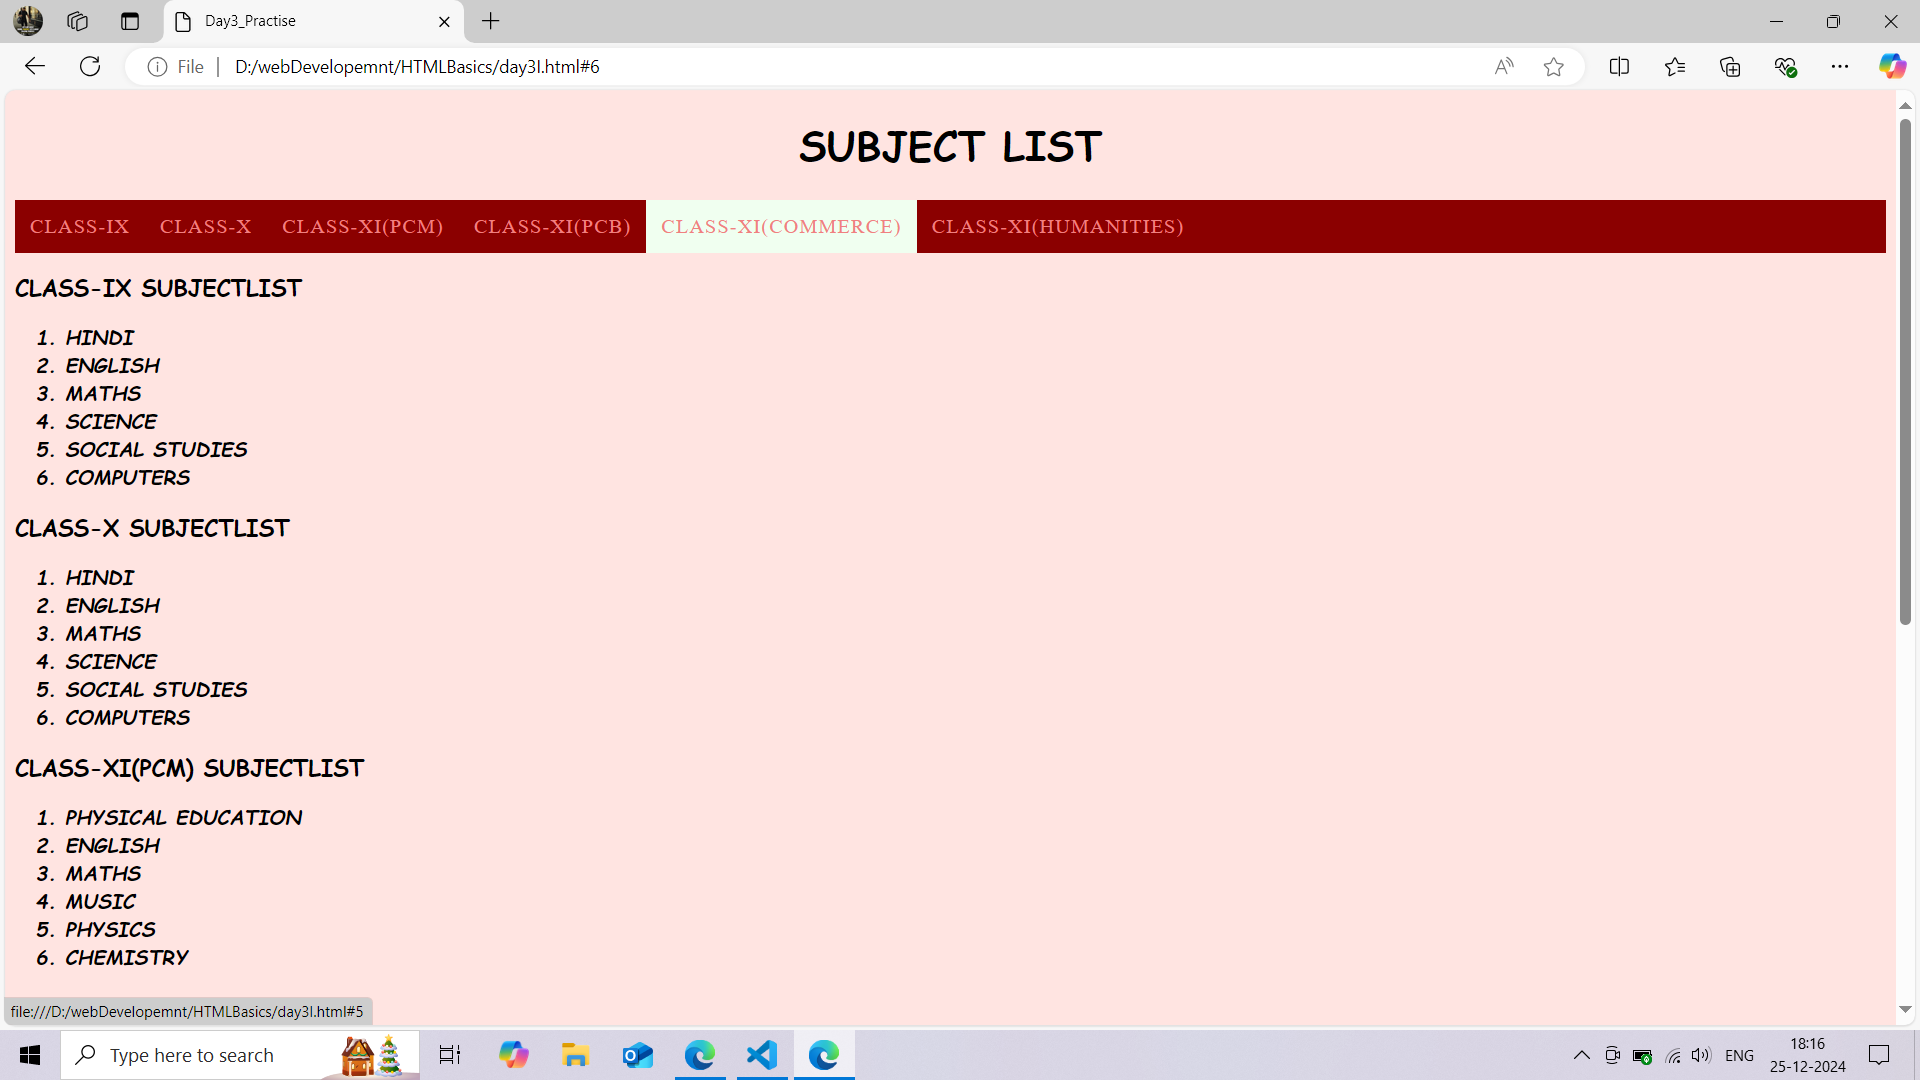 Day3_Practise
File
D:/webDevelopemnt/HTMLBasics/day3I.html#6
SUBJECT LIST
CLASS-IX CLASS-X CLASS-XI(PCM) CLASS-XI(PCB) CLASS-XI(COMMERCE) CLASS-XI(HUMANITIES)
CLASS-IX SUBJECTLIST
1. HINDI
2. ENGLISH
3. MATHS
4. SCIENCE
5. SOCIAL STUDIES
6. COMPUTERS
CLASS-X SUBJECTLIST
1. HINDI
2. ENGLISH
3. MATHS
4. SCIENCE
5. SOCIAL STUDIES
6. COMPUTERS
CLASS-XI(PCM) SUBJECTLIST
1. PHYSICAL EDUCATION
2. ENGLISH
3. MATHS
4. MUSIC
5. PHYSICS
6. CHEMISTRY
file:///D:/webDevelopemnt/HTMLBasics/day3I.html#5
Type here to search
ENG
18:16
25-12-2024